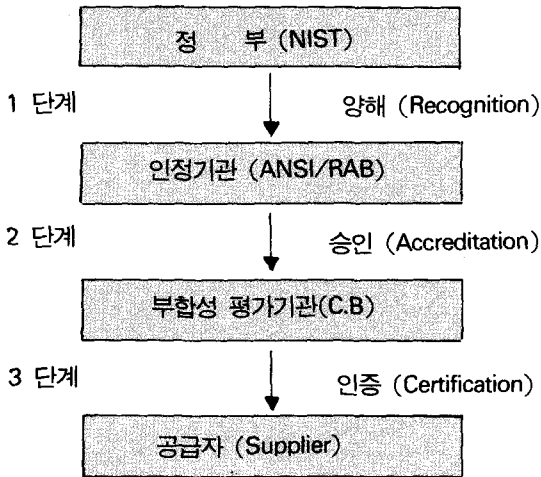 정 부 (NIST)
1 단계 양해 (Recognition)
인정기관 (ANSI/RAB)
2 단계 승인 (Accreditation)
부합성 평가기관(C.B)
3 단계 인증 (Certification)
공급자 (Supplier)